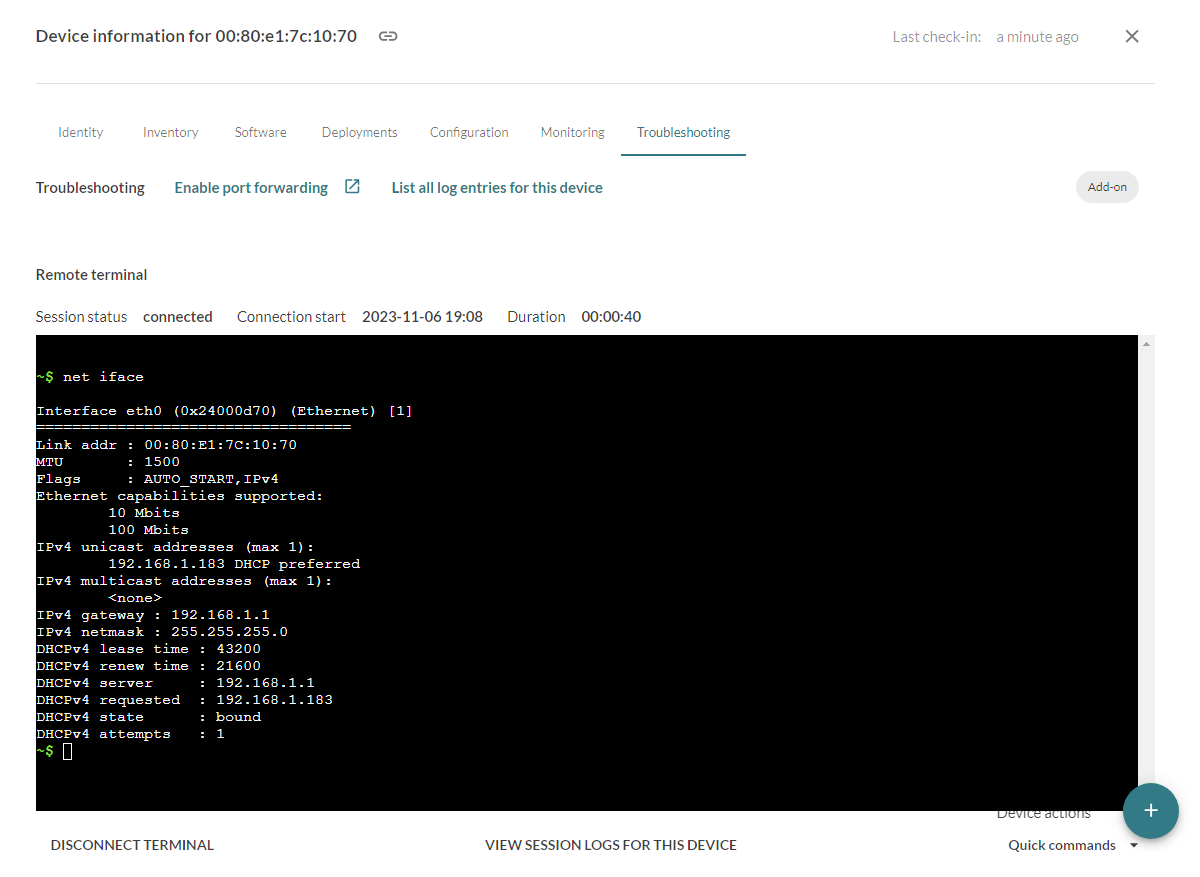 Device information for 00:80:e1:7c:10:70
Last check-in: a minute ago
Identity Inventory Software Deployments Configuration Monitoring Troubleshooting
Troubleshooting Enable port forwarding List all log entries for this device Add-on
Remote terminal
Session status connected Connection start 2023-11-06 19:08 Duration 00:00:40
~$ net iface
Interface eth0 (0x24000d70) (Ethernet) [1]
===================================
Link addr : 00:80:E1:7C:10:70
MTU       : 1500
Flags     : AUTO_START,IPv4
Ethernet capabilities supported:
        10 Mbits
        100 Mbits
IPv4 unicast addresses (max 1):
        192.168.1.183 DHCP preferred
IPv4 multicast addresses (max 1):
        <none>
IPv4 gateway : 192.168.1.1
IPv4 netmask : 255.255.255.0
DHCPv4 lease time : 43200
DHCPv4 renew time : 21600
DHCPv4 server     : 192.168.1.1
DHCPv4 requested  : 192.168.1.183
DHCPv4 state      : bound
DHCPv4 attempts   : 1
~$
Device actions
DISCONNECT TERMINAL VIEW SESSION LOGS FOR THIS DEVICE Quick commands